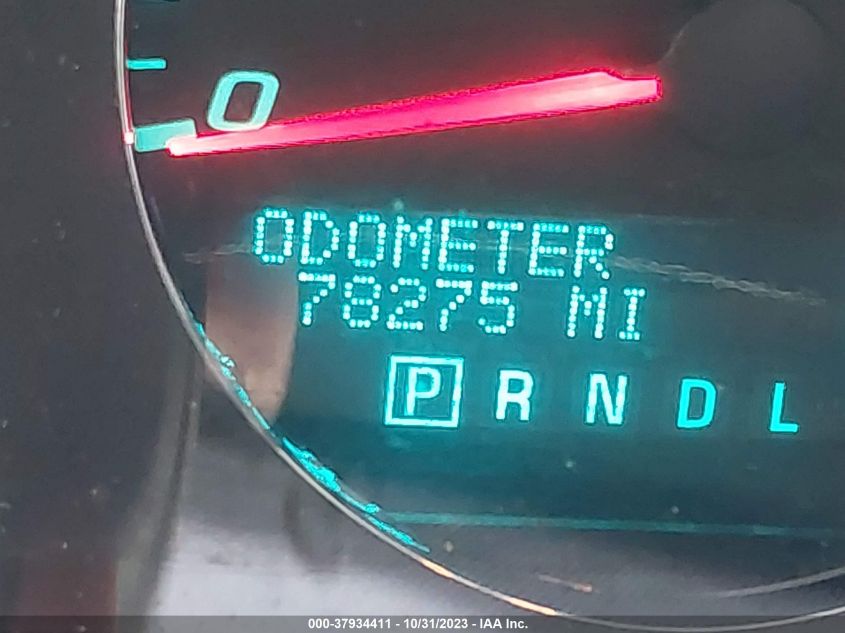 0
ODOMETER
78275 MI
P R N D L
000-37934411 - 10/31/2023 - IAA Inc.